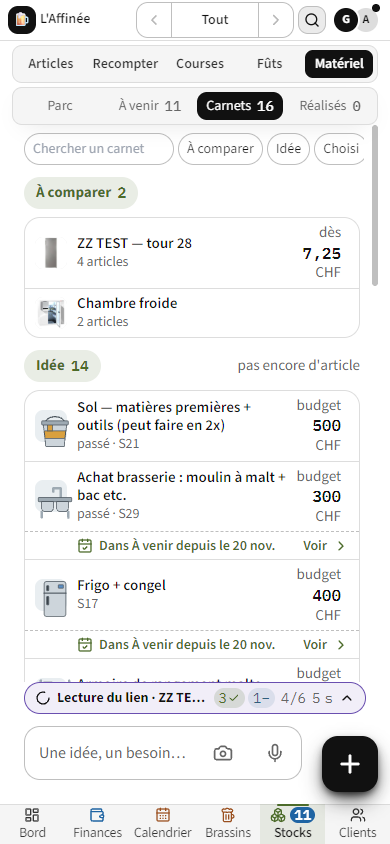 L'Affinée
Tout
G
A
Articles Recompter Courses Fûts Matériel
Parc À venir 11 Carnets 16 Réalisés 0
Chercher un carnet À comparer Idée Choisi
À comparer 2
ZZ TEST — tour 28
4 articles
dès
7,25
CHF
Chambre froide
2 articles
Idée 14
pas encore d'article
Sol — matières premières +
outils (peut faire en 2x)
passé · S21
budget
500
CHF
Achat brasserie : moulin à malt +
bac etc.
passé · S29
budget
300
CHF
Dans À venir depuis le 20 nov. Voir
Frigo + congel
S17
budget
400
CHF
Dans À venir depuis le 20 nov. Voir
budget
Lecture du lien · ZZ TE... 3✓ 1– 4/6 5 s
Une idée, un besoin...
Bord Finances Calendrier Brassins Stocks 11 Clients